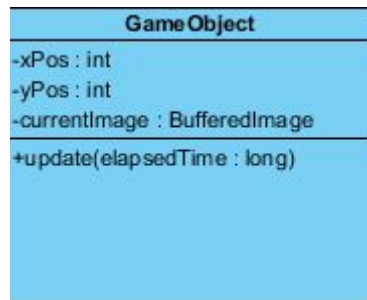 GameObject
-xPos : int
-yPos : int
-currentImage : BufferedImage
+update(elapsedTime : long)